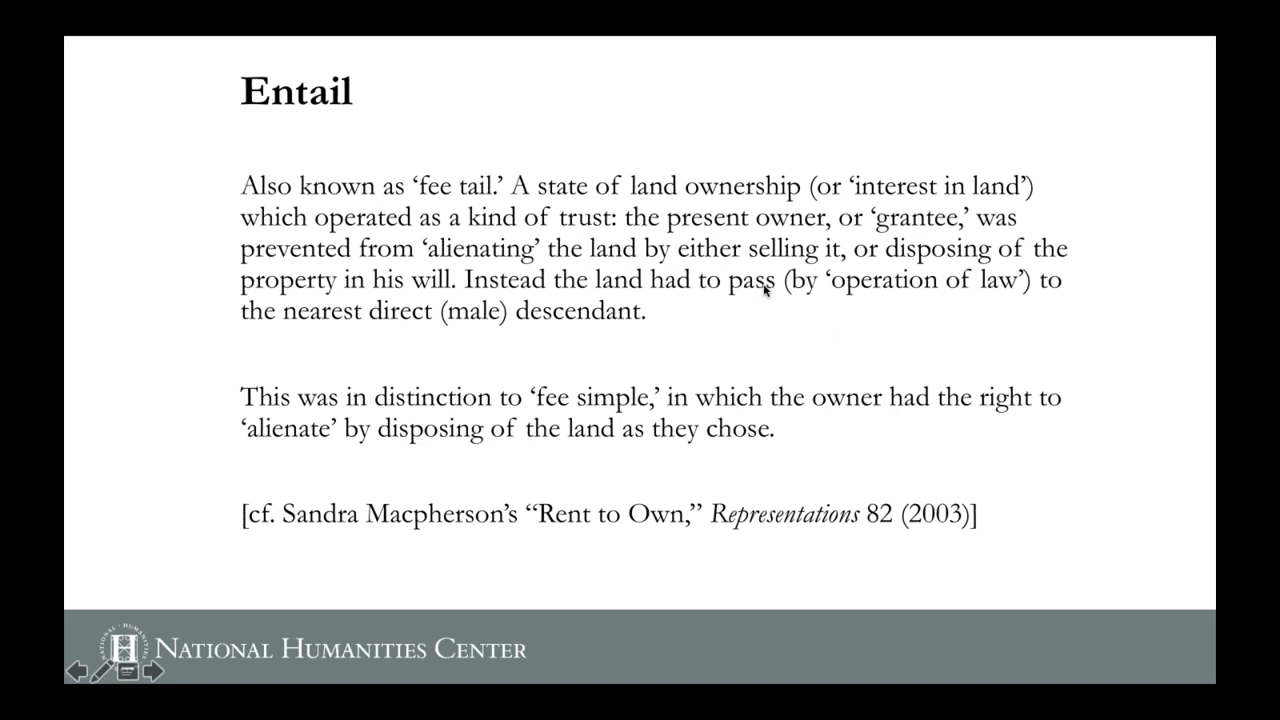 Entail
Also known as ‘fee tail.’ A state of land ownership (or ‘interest in land’)
which operated as a kind of trust: the present owner, or ‘grantee,’ was
prevented from ‘alienating’ the land by either selling it, or disposing of the
property in his will. Instead the land had to pass (by ‘operation of law’) to
the nearest direct (male) descendant.
This was in distinction to ‘fee simple,’ in which the owner had the right to
‘alienate’ by disposing of the land as they chose.
[cf. Sandra Macpherson’s “Rent to Own,” Representations 82 (2003)]
NATIONAL HUMANITIES CENTER